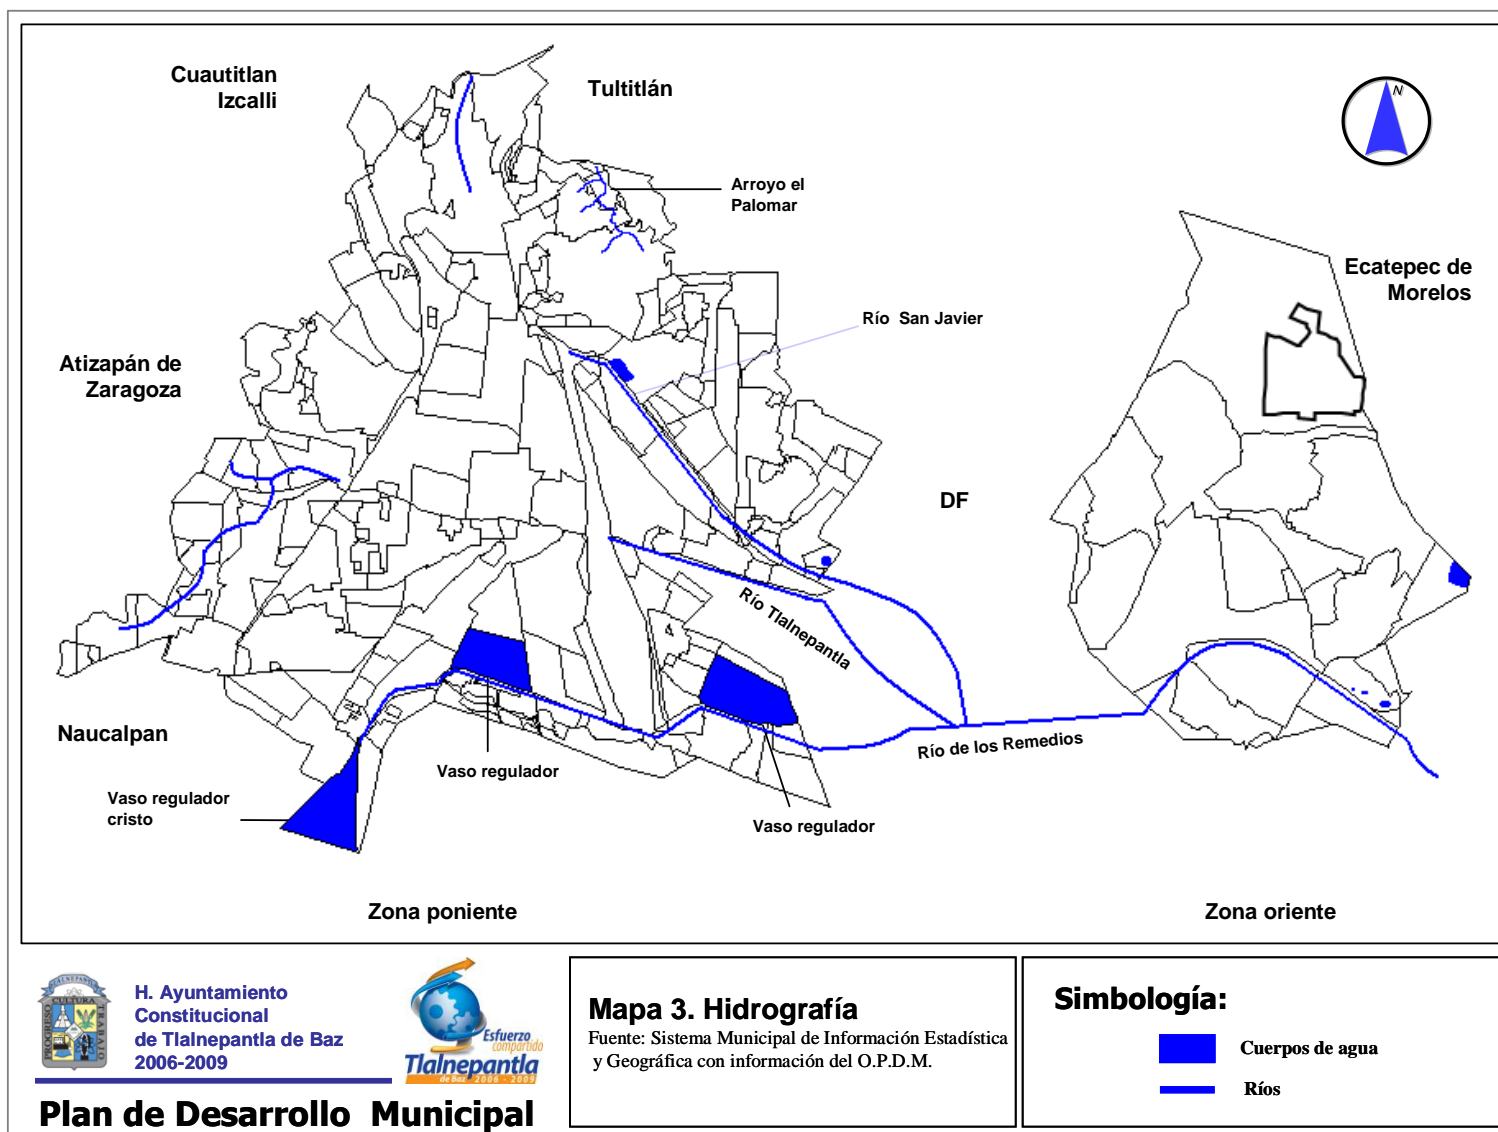 Cuautitlan
Izcalli
Tultitlán
N
Arroyo el
Palomar
Ecatepec de
Morelos
Río San Javier
Atizapán de
Zaragoza
DF
Río Tlalnepantla
Naucalpan
Río de los Remedios
Vaso regulador
Vaso regulador
cristo
Vaso regulador
Zona poniente
Zona oriente
PROGRESO
CULTURA
TRABAJO
H. Ayuntamiento
Constitucional
de Tlalnepantla de Baz
2006-2009
Esfuerzo
compartido
Tlalnepantla
de Baz 2006 - 2009
Plan de Desarrollo Municipal
Mapa 3. Hidrografía
Fuente: Sistema Municipal de Información Estadística
y Geográfica con información del O.P.D.M.
Simbología:
Cuerpos de agua
Ríos